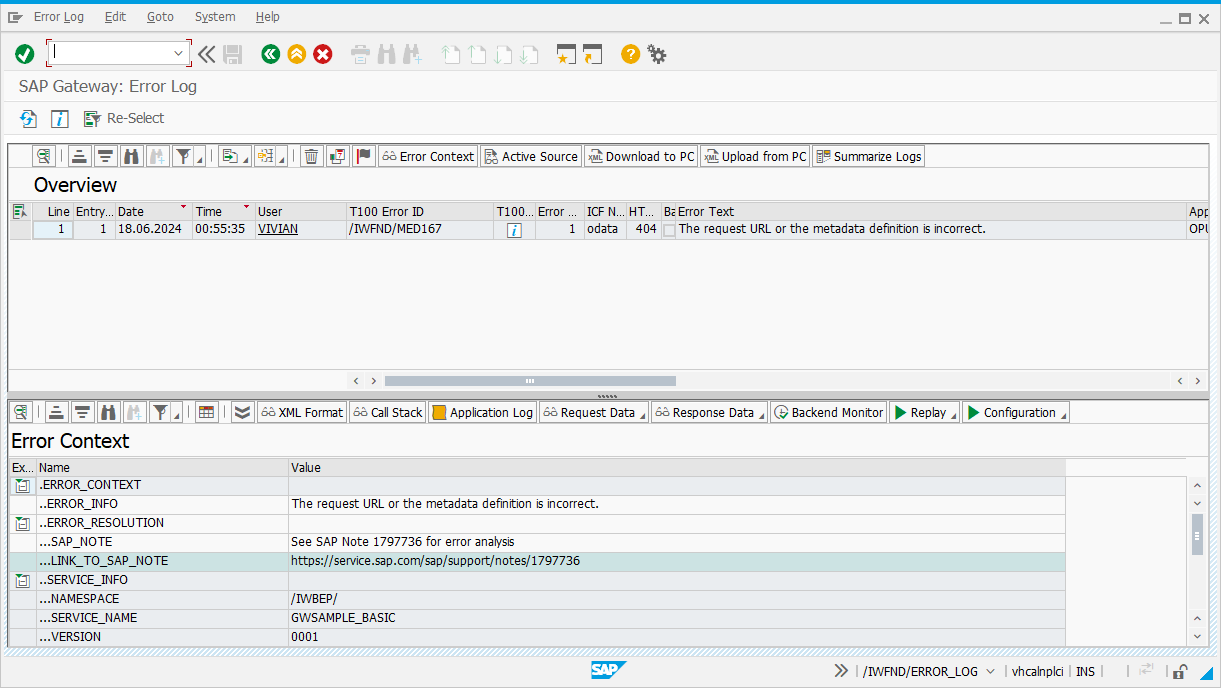 Error Log Edit Goto System Help
SAP Gateway: Error Log
Re-Select
Error Context Active Source Download to PC Upload from PC Summarize Logs
Overview
Line Entry... Date Time User T100 Error ID T100... Error ... ICF N... HT... Ba Error Text App
1 1 18.06.2024 00:55:35 VIVIAN /IWFND/MED167 1 odata 404 The request URL or the metadata definition is incorrect. OPU
XML Format Call Stack Application Log Request Data Response Data Backend Monitor Replay Configuration
Error Context
Ex... Name Value
.ERROR_CONTEXT
..ERROR_INFO The request URL or the metadata definition is incorrect.
..ERROR_RESOLUTION
...SAP_NOTE See SAP Note 1797736 for error analysis
...LINK_TO_SAP_NOTE https://service.sap.com/sap/support/notes/1797736
..SERVICE_INFO
...NAMESPACE /IWBEP/
...SERVICE_NAME GWSAMPLE_BASIC
...VERSION 0001
SAP /IWFND/ERROR_LOG vhcalnplci INS